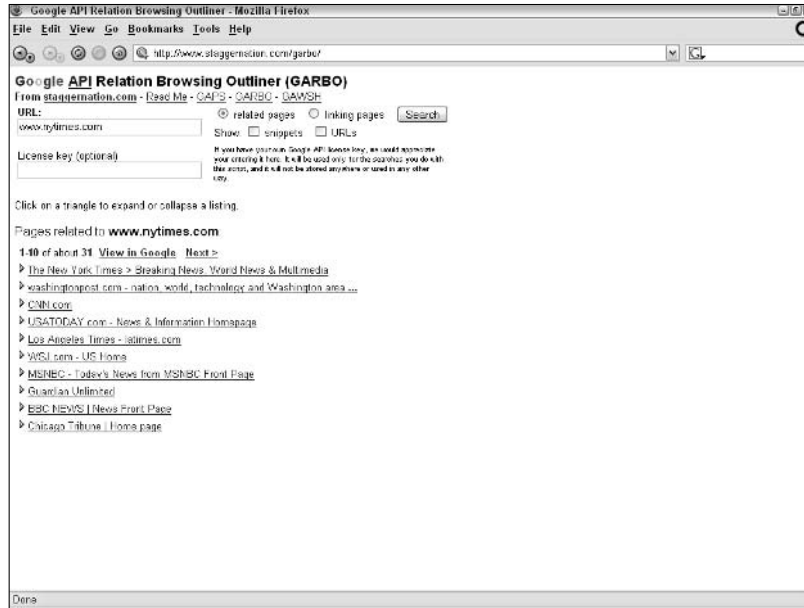 Google API Relation Browsing Outliner - Mozilla Firefox
File Edit View Go Bookmarks Tools Help
http://www.staggernation.com/garbo/
Google API Relation Browsing Outliner (GARBO)
From staggernation.com - Read Me - GAPS - GARBO - GAWSH
URL:
related pages linking pages Search
www.nytimes.com
Show: snippets URLs
License key (optional)
If you have your own Google API license key, we would appreciate
your entering it here. It will be used only for the searches you do with
this script, and it will not be stored anywhere or used in any other
way.
Click on a triangle to expand or collapse a listing.
Pages related to www.nytimes.com
1-10 of about 31 View in Google Next >
The New York Times > Breaking News, World News & Multimedia
washingtonpost.com - nation, world, technology and Washington area ...
CNN.com
USATODAY.com - News & Information Homepage
Los Angeles Times - latimes.com
WSJ.com - US Home
MSNBC - Today's News from MSNBC Front Page
Guardian Unlimited
BBC NEWS | News Front Page
Chicago Tribune | Home page
Done